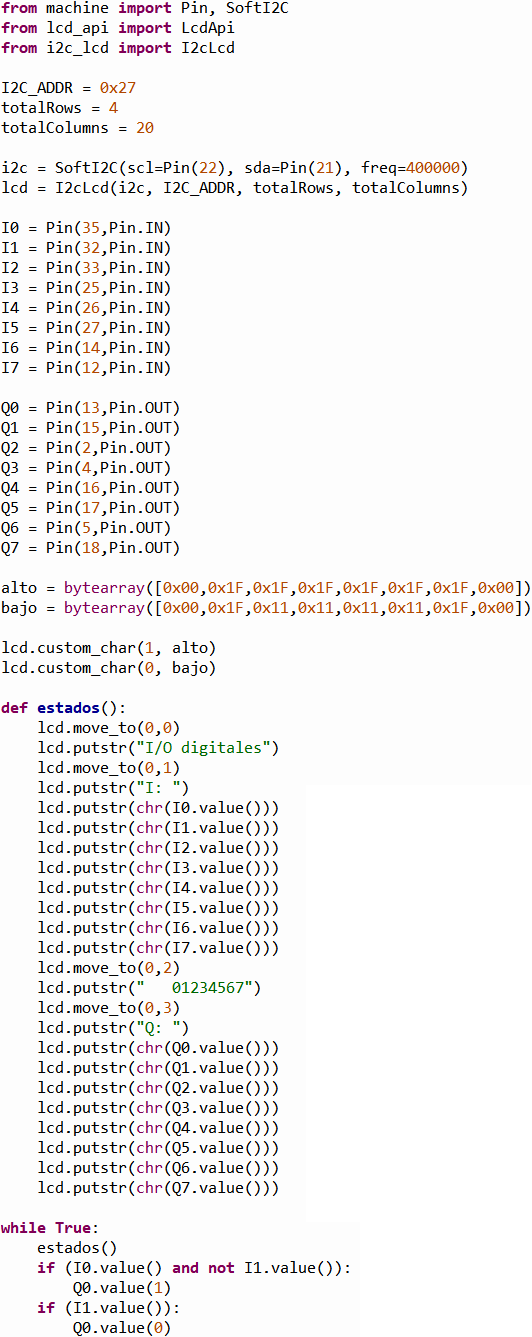 from machine import Pin, SoftI2C
from lcd_api import LcdApi
from i2c_lcd import I2cLcd

I2C_ADDR = 0x27
totalRows = 4
totalColumns = 20

i2c = SoftI2C(scl=Pin(22), sda=Pin(21), freq=400000)
lcd = I2cLcd(i2c, I2C_ADDR, totalRows, totalColumns)

I0 = Pin(35,Pin.IN)
I1 = Pin(32,Pin.IN)
I2 = Pin(33,Pin.IN)
I3 = Pin(25,Pin.IN)
I4 = Pin(26,Pin.IN)
I5 = Pin(27,Pin.IN)
I6 = Pin(14,Pin.IN)
I7 = Pin(12,Pin.IN)

Q0 = Pin(13,Pin.OUT)
Q1 = Pin(15,Pin.OUT)
Q2 = Pin(2,Pin.OUT)
Q3 = Pin(4,Pin.OUT)
Q4 = Pin(16,Pin.OUT)
Q5 = Pin(17,Pin.OUT)
Q6 = Pin(5,Pin.OUT)
Q7 = Pin(18,Pin.OUT)

alto = bytearray([0x00,0x1F,0x1F,0x1F,0x1F,0x1F,0x1F,0x00])
bajo = bytearray([0x00,0x1F,0x11,0x11,0x11,0x11,0x1F,0x00])

lcd.custom_char(1, alto)
lcd.custom_char(0, bajo)

def estados():
    lcd.move_to(0,0)
    lcd.putstr("I/O digitales")
    lcd.move_to(0,1)
    lcd.putstr("I: ")
    lcd.putstr(chr(I0.value()))
    lcd.putstr(chr(I1.value()))
    lcd.putstr(chr(I2.value()))
    lcd.putstr(chr(I3.value()))
    lcd.putstr(chr(I4.value()))
    lcd.putstr(chr(I5.value()))
    lcd.putstr(chr(I6.value()))
    lcd.putstr(chr(I7.value()))
    lcd.move_to(0,2)
    lcd.putstr("   01234567")
    lcd.move_to(0,3)
    lcd.putstr("Q: ")
    lcd.putstr(chr(Q0.value()))
    lcd.putstr(chr(Q1.value()))
    lcd.putstr(chr(Q2.value()))
    lcd.putstr(chr(Q3.value()))
    lcd.putstr(chr(Q4.value()))
    lcd.putstr(chr(Q5.value()))
    lcd.putstr(chr(Q6.value()))
    lcd.putstr(chr(Q7.value()))

while True:
    estados()
    if (I0.value() and not I1.value()):
        Q0.value(1)
    if (I1.value()):
        Q0.value(0)